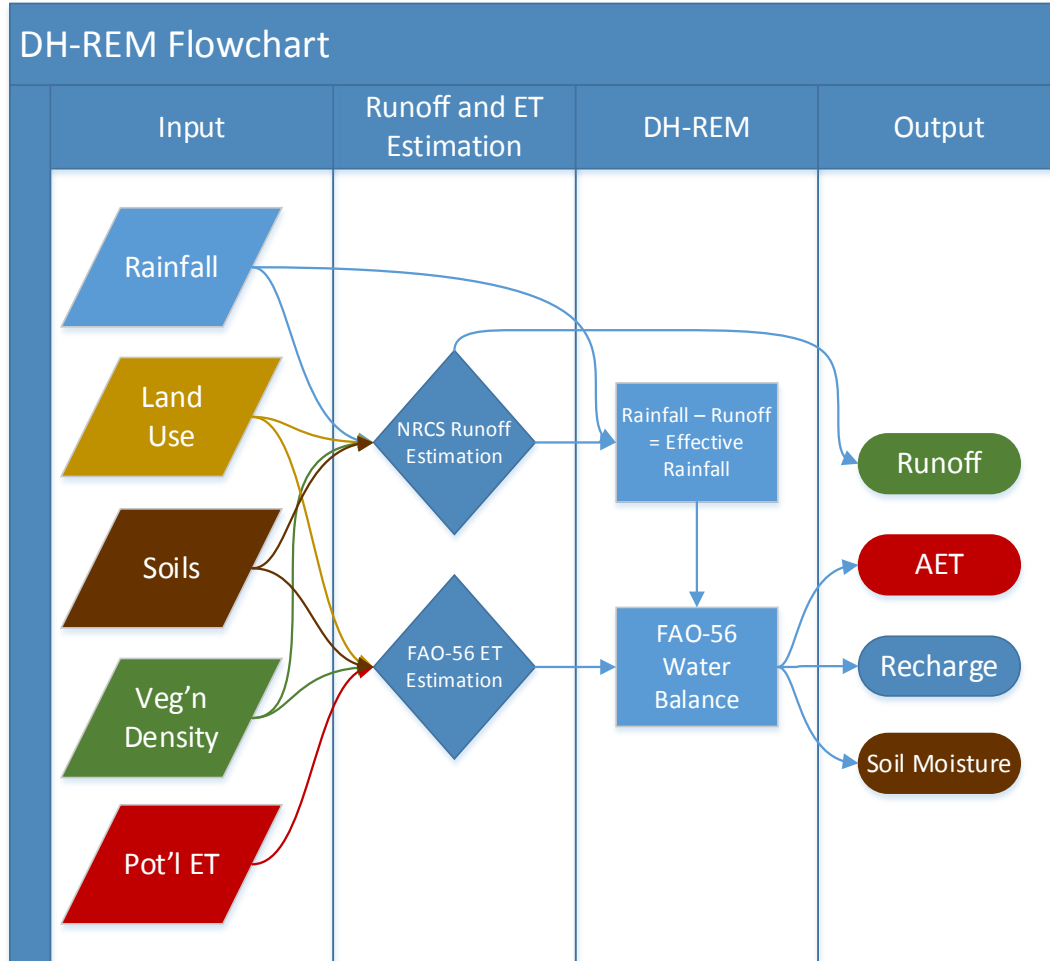 DH-REM Flowchart
Input
Runoff and ET
Estimation
DH-REM
Output
Rainfall
Land
Use
Soils
Veg'n
Density
Pot'l ET
NRCS Runoff
Estimation
FAO-56 ET
Estimation
Rainfall – Runoff
= Effective
Rainfall
FAO-56
Water
Balance
Runoff
AET
Recharge
Soil Moisture